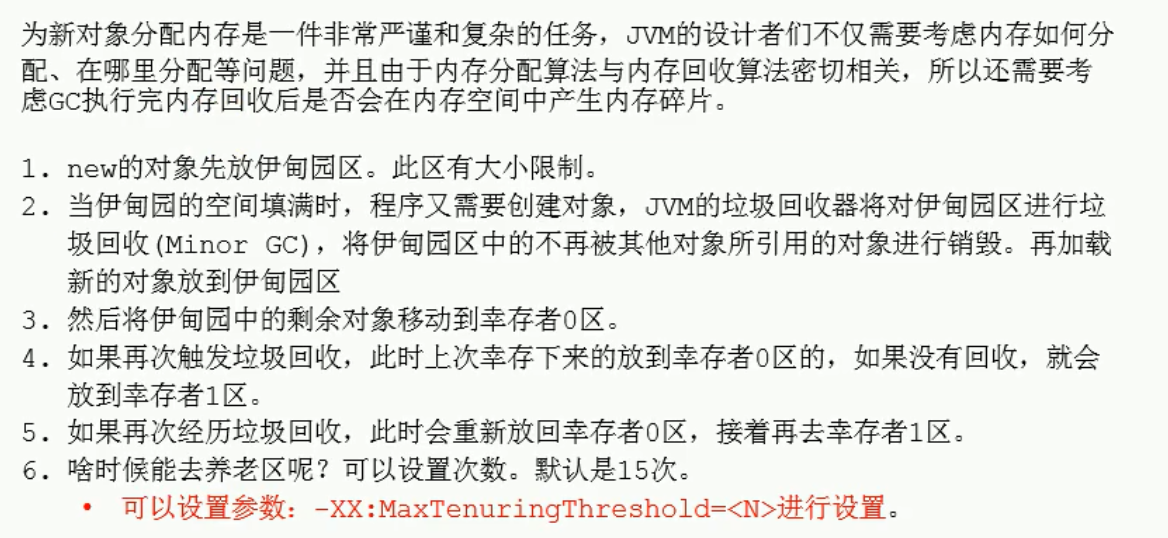 为新对象分配内存是一件非常严谨和复杂的任务，JVM的设计者们不仅需要考虑内存如何分
配、在哪里分配等问题，并且由于内存分配算法与内存回收算法密切相关，所以还需要考
虑GC执行完内存回收后是否会在内存空间中产生内存碎片。
1. new的对象先放伊甸园区。此区有大小限制。
2. 当伊甸园的空间填满时，程序又需要创建对象，JVM的垃圾回收器将对伊甸园区进行垃
圾回收(Minor GC)，将伊甸园区中的不再被其他对象所引用的对象进行销毁。再加载
新的对象放到伊甸园区
3. 然后将伊甸园中的剩余对象移动到幸存者0区。
4. 如果再次触发垃圾回收，此时上次幸存下来的放到幸存者0区的，如果没有回收，就会
放到幸存者1区。
5. 如果再次经历垃圾回收，此时会重新放回幸存者0区，接着再去幸存者1区。
6. 啥时候能去养老区呢？可以设置次数。默认是15次。
• 可以设置参数：-XX:MaxTenuringThreshold=<N>进行设置。